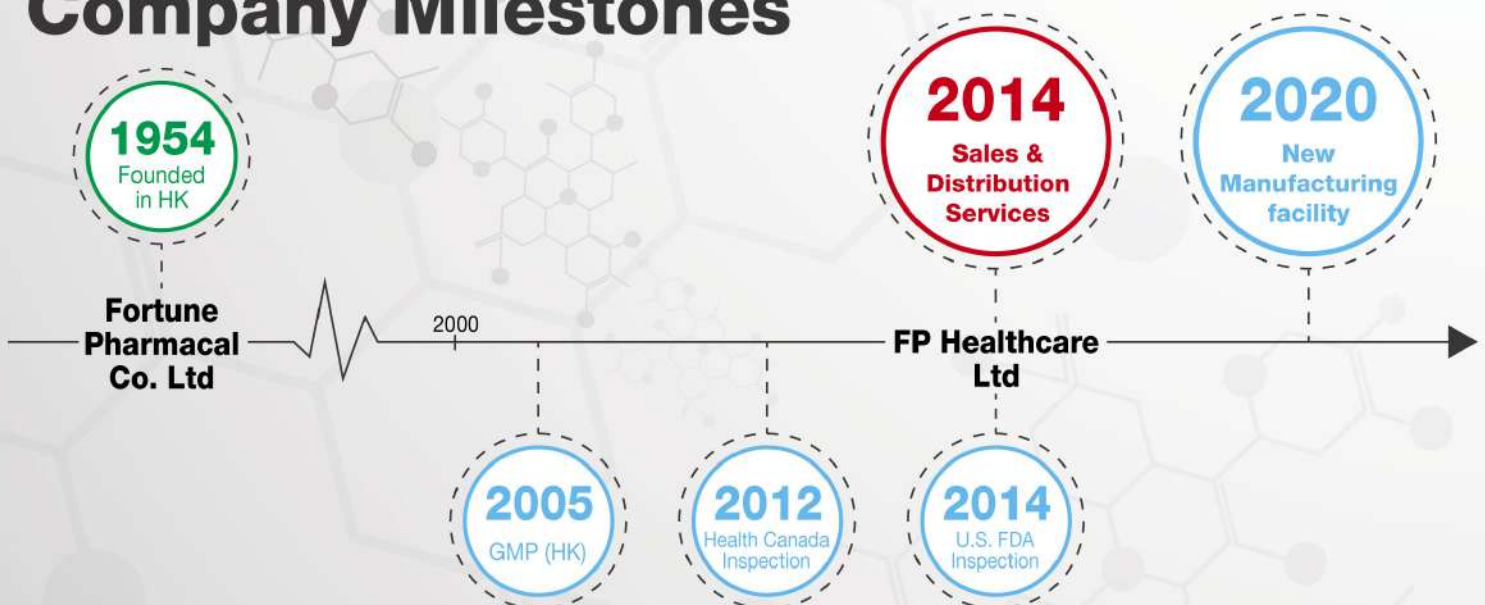 Company Milestones
1954
Founded
in HK
2014
Sales &
Distribution
Services
2020
New
Manufacturing
facility
Fortune
Pharmacal
Co. Ltd
2000
FP Healthcare
Ltd
2005
GMP (HK)
2012
Health Canada
Inspection
2014
U.S. FDA
Inspection